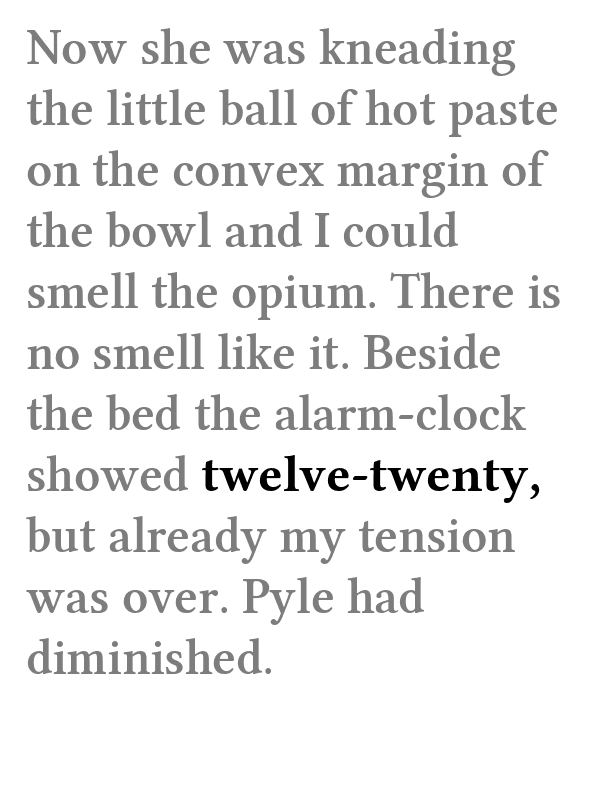 Now she was kneading
the little ball of hot paste
on the convex margin of
the bowl and I could
smell the opium. There is
no smell like it. Beside
the bed the alarm-clock
showed twelve-twenty,
but already my tension
was over. Pyle had
diminished.